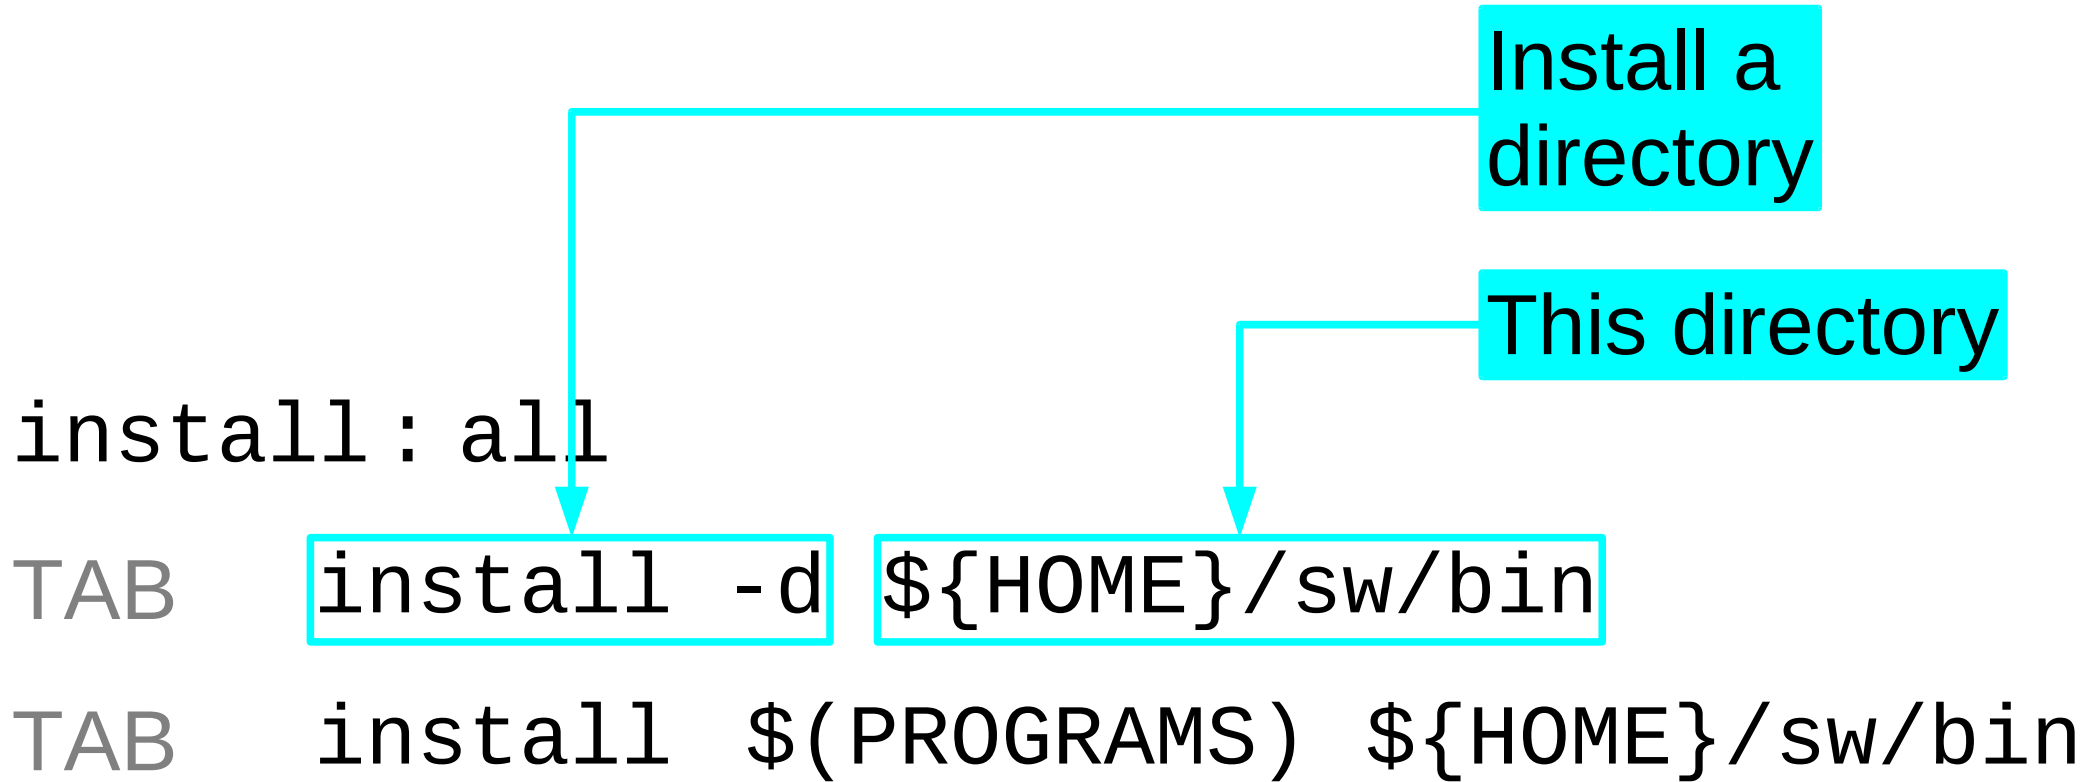 Install a
directory
This directory
install : all
TAB install -d ${HOME}/sw/bin
TAB install $(PROGRAMS) ${HOME}/sw/bin